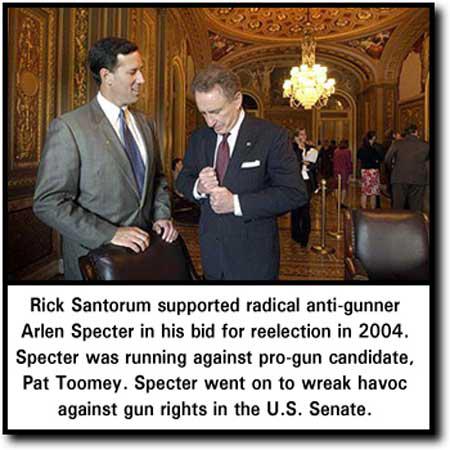 Rick Santorum supported radical anti-gunner
Arlen Specter in his bid for reelection in 2004.
Specter was running against pro-gun candidate,
Pat Toomey. Specter went on to wreak havoc
against gun rights in the U.S. Senate.